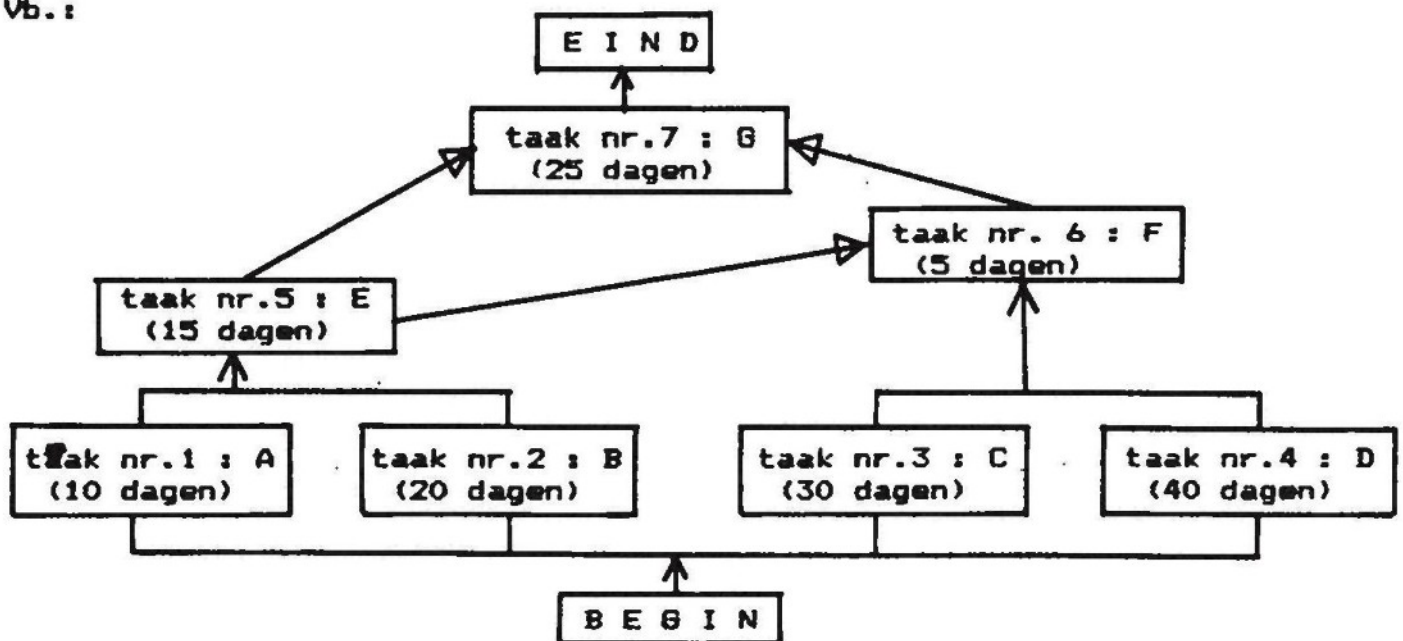 Vb.:
E I N D
taak nr.7 : G
(25 dagen)
taak nr. 6 : F
(5 dagen)
taak nr.5 : E
(15 dagen)
taak nr.1 : A
(10 dagen)
taak nr.2 : B
(20 dagen)
taak nr.3 : C
(30 dagen)
taak nr.4 : D
(40 dagen)
B E G I N